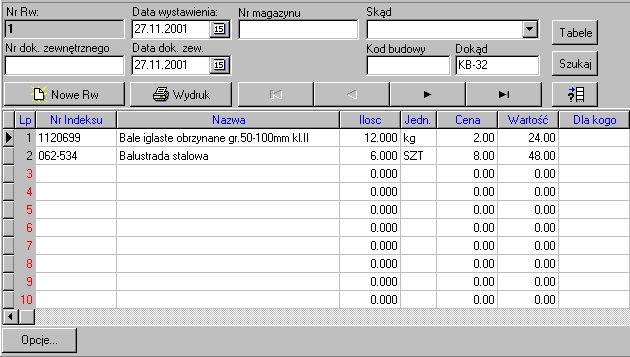 Nr Rw: Data wystawienia: Nr magazynu Skąd
1 27.11.2001 15 Tabele
Nr dok. zewnętrznego Data dok. zew. Kod budowy Dokąd
27.11.2001 15 KB-32 Szukaj
Nowe Rw Wydruk
Lp Nr Indeksu Nazwa Ilosc Jedn. Cena Wartość Dla kogo
1 1120699 Bale iglaste obrzynane gr.50-100mm kl.II 12.000 kg 2.00 24.00
2 062-534 Balustrada stalowa 6.000 SZT 8.00 48.00
3 0.000 0.00 0.00
4 0.000 0.00 0.00
5 0.000 0.00 0.00
6 0.000 0.00 0.00
7 0.000 0.00 0.00
8 0.000 0.00 0.00
9 0.000 0.00 0.00
10 0.000 0.00 0.00
Opcje...